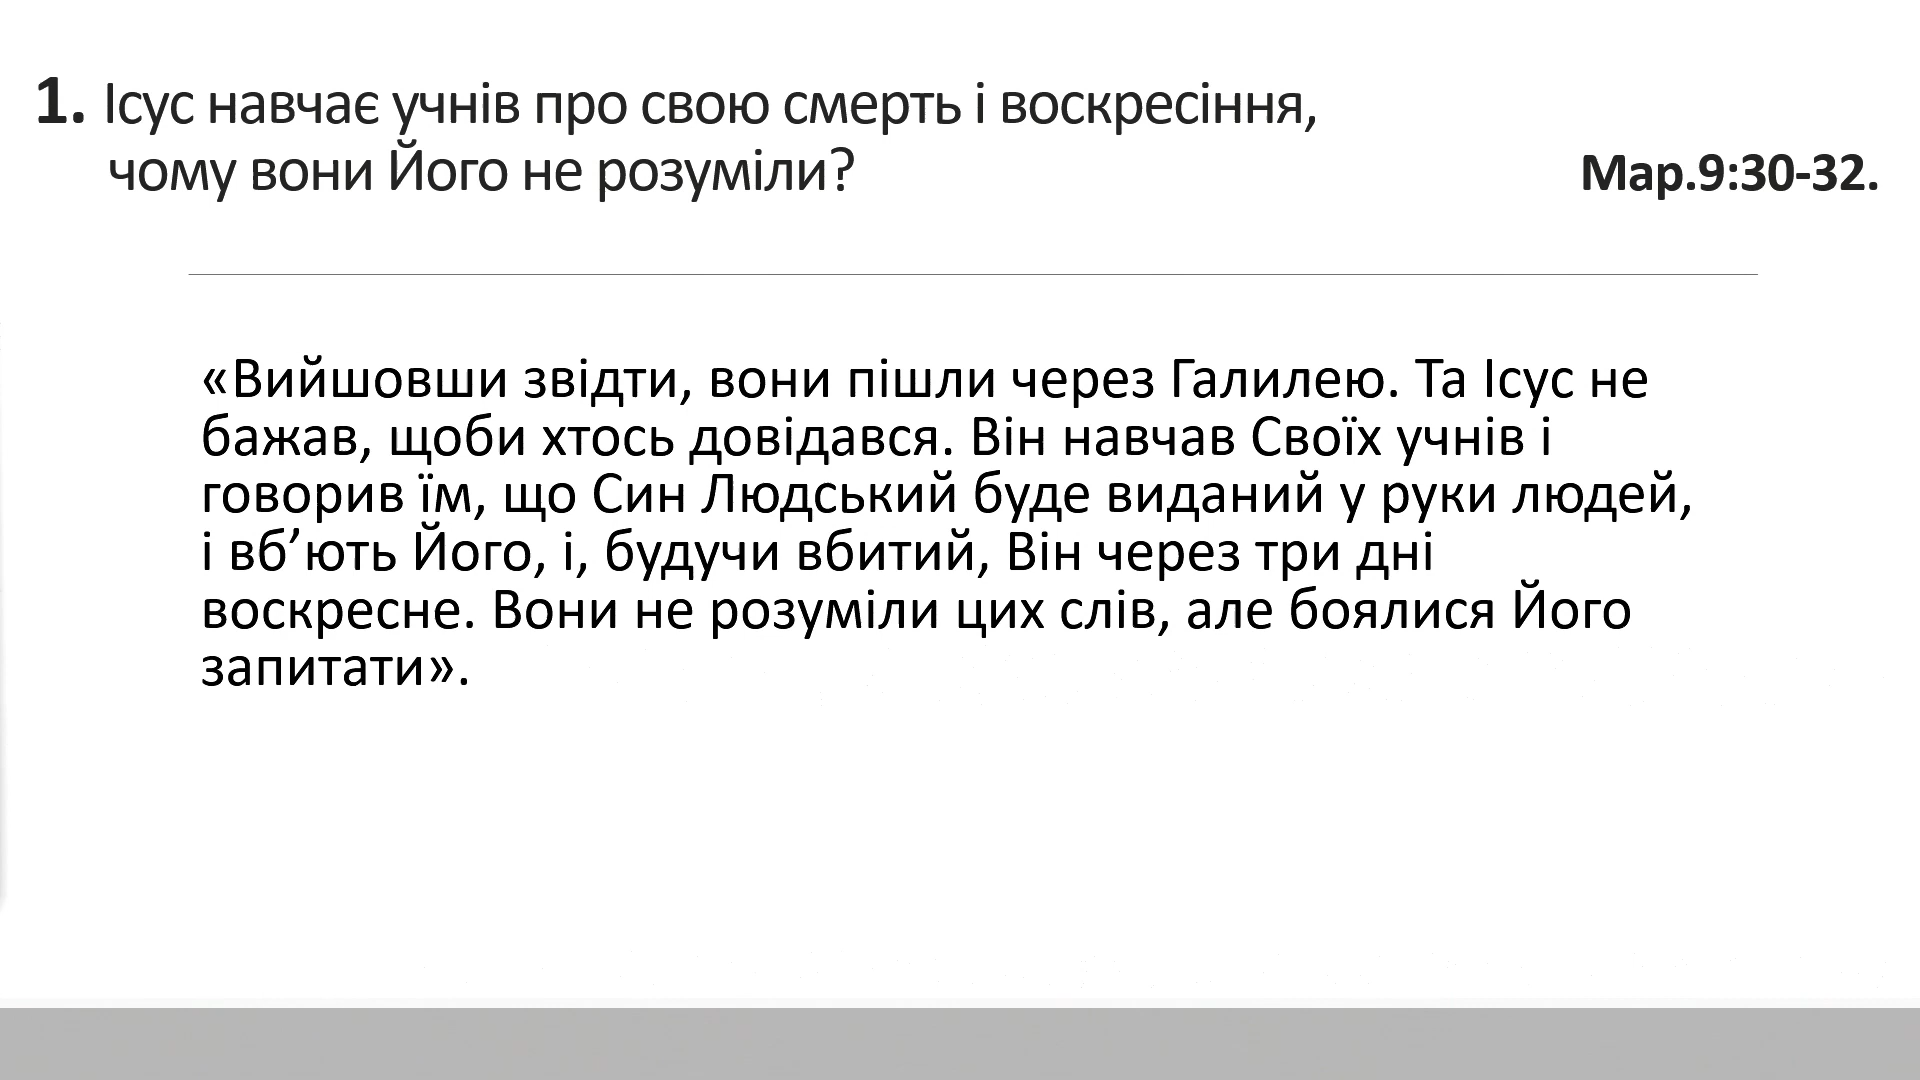 1. Ісус навчає учнів про свою смерть і воскресіння,
чому вони Його не розуміли? Мар.9:30-32.
«Вийшовши звідти, вони пішли через Галилею. Та Ісус не
бажав, щоби хтось довідався. Він навчав Своїх учнів і
говорив їм, що Син Людський буде виданий у руки людей,
і вб’ють Його, і, будучи вбитий, Він через три дні
воскресне. Вони не розуміли цих слів, але боялися Його
запитати».